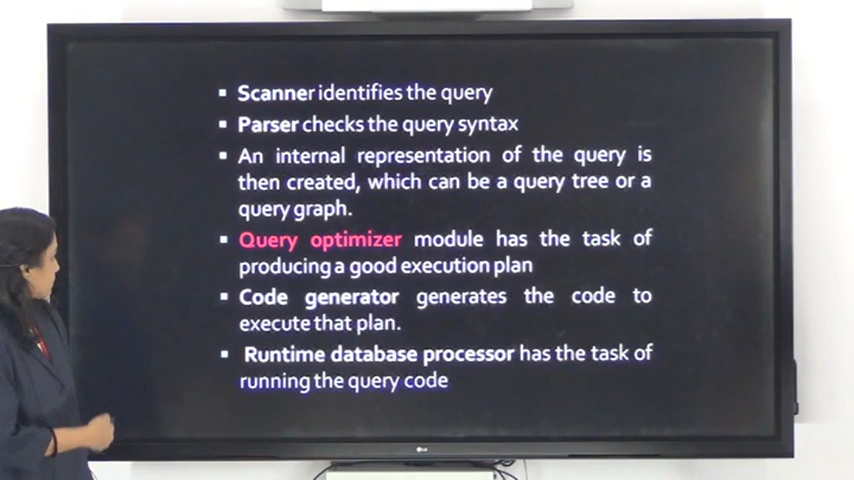 ▪ Scanner identifies the query
▪ Parser checks the query syntax
▪ An internal representation of the query is
then created, which can be a query tree or a
query graph.
▪ Query optimizer module has the task of
producing a good execution plan
▪ Code generator generates the code to
execute that plan.
▪ Runtime database processor has the task of
running the query code
LG